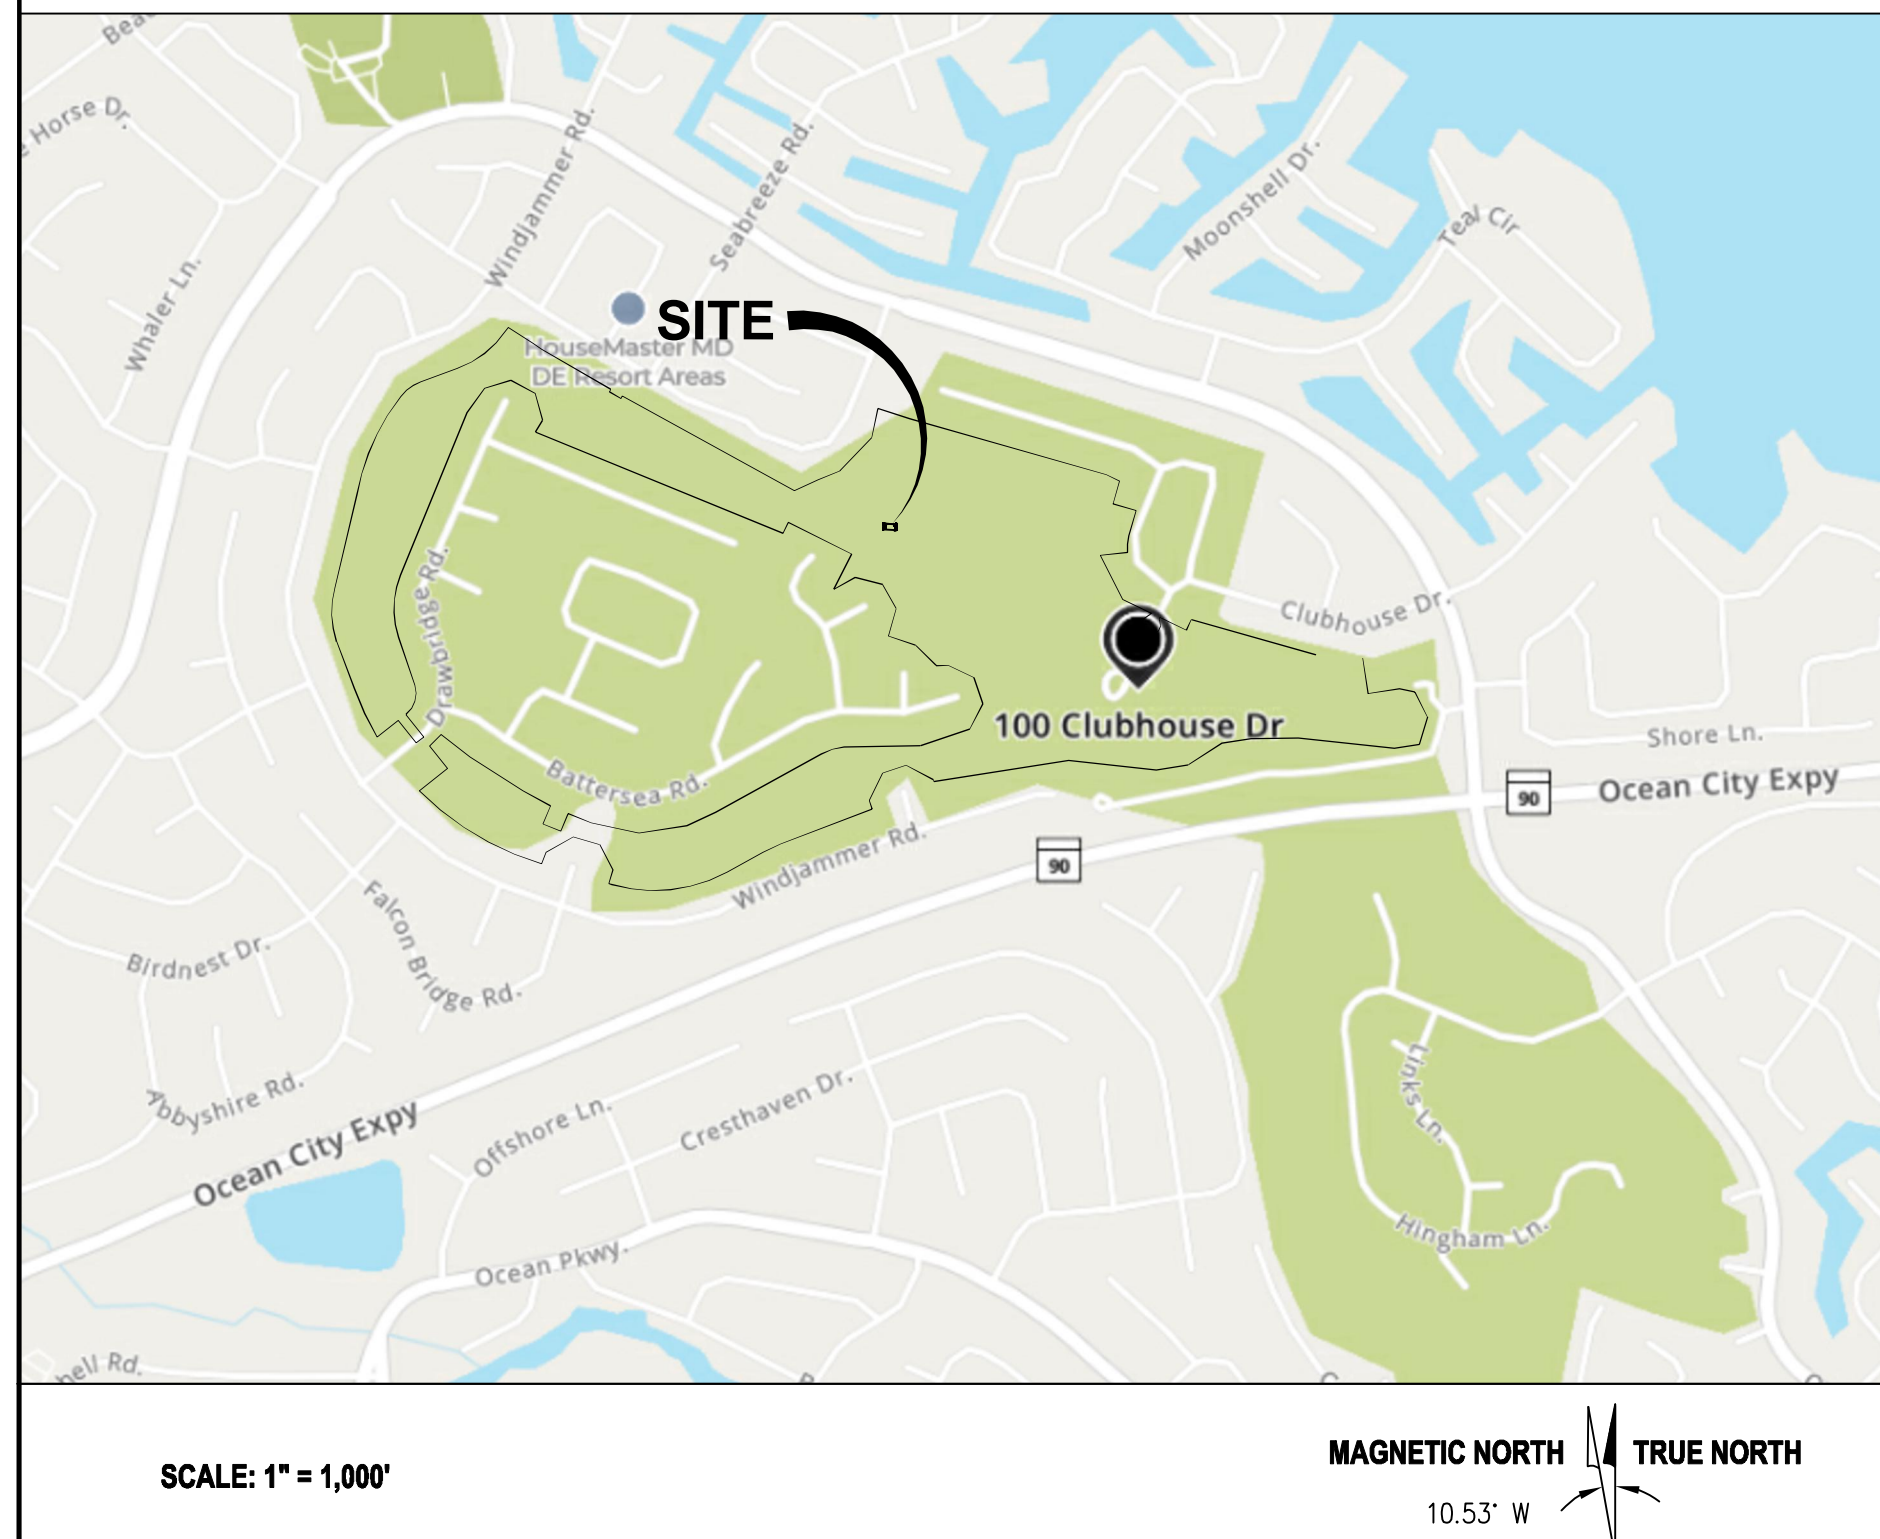 Horse Dr.
Windjammer Rd.
Seabreeze Rd.
Moonshell Dr.
Teal Cir
Whaler Ln.
SITE
HouseMaster MD
DE Resort Areas
Drawbridge Rd.
Clubhouse Dr.
100 Clubhouse Dr
Shore Ln.
Battersea Rd.
90
Ocean City Expy
Windjammer Rd.
90
Falcon Bridge Rd.
Birdnest Dr.
Links Ln.
Abbyshire Rd.
Offshore Ln.
Cresthaven Dr.
Ocean City Expy
Hingham Ln.
Ocean Pkwy.
Rd.
SCALE: 1" = 1,000'
MAGNETIC NORTH
TRUE NORTH
10.53° W